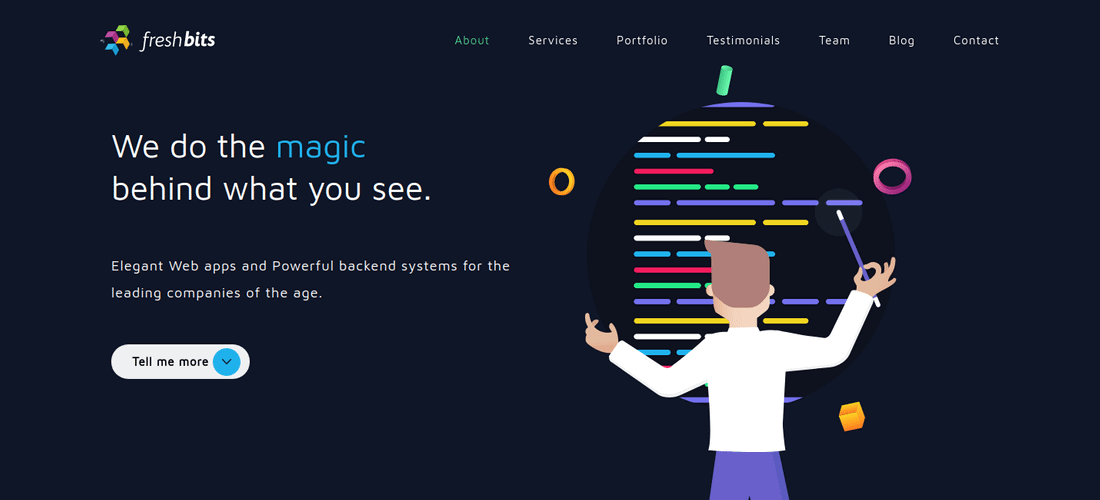 freshbits
About
Services
Portfolio
Testimonials
Team
Blog
Contact
We do the magic
behind what you see.
Elegant Web apps and Powerful backend systems for the
leading companies of the age.
Tell me more